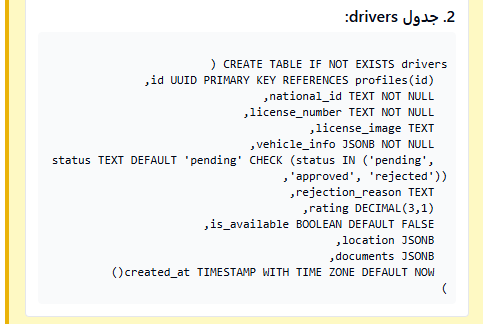 2. جدول drivers:
CREATE TABLE IF NOT EXISTS drivers (
id UUID PRIMARY KEY REFERENCES profiles(id),
national_id TEXT NOT NULL,
license_number TEXT NOT NULL,
license_image TEXT,
vehicle_info JSONB NOT NULL,
status TEXT DEFAULT 'pending' CHECK (status IN ('pending',
'approved', 'rejected')),
rejection_reason TEXT,
rating DECIMAL(3,1),
is_available BOOLEAN DEFAULT FALSE,
location JSONB,
documents JSONB,
created_at TIMESTAMP WITH TIME ZONE DEFAULT NOW()
)